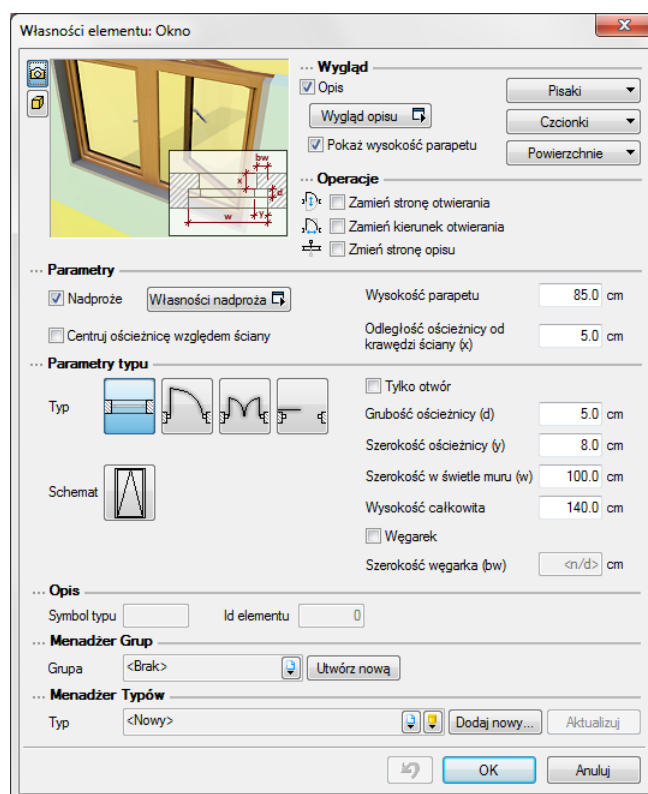 Własności elementu: Okno
Wygląd
Opis
Pisaki
Wygląd opisu
Czcionki
Pokaż wysokość parapetu
Powierzchnie
bw
x
d
w
y
Operacje
Zamień stronę otwierania
Zamień kierunek otwierania
Zmień stronę opisu
Parametry
Nadproże
Własności nadproża
Wysokość parapetu
85.0 cm
Centruj ościeżnicę względem ściany
Odległość ościeżnicy od
krawędzi ściany (x)
5.0 cm
Parametry typu
Typ
Tylko otwór
Grubość ościeżnicy (d)
5.0 cm
Szerokość ościeżnicy (y)
8.0 cm
Schemat
Szerokość w świetle muru (w)
100.0 cm
Wysokość całkowita
140.0 cm
Węgarek
Szerokość węgarka (bw)
<n/d> cm
Opis
Symbol typu
Id elementu
0
Menadżer Grup
Grupa
<Brak>
Utwórz nową
Menadżer Typów
Typ
<Nowy>
Dodaj nowy...
Aktualizuj
OK
Anuluj